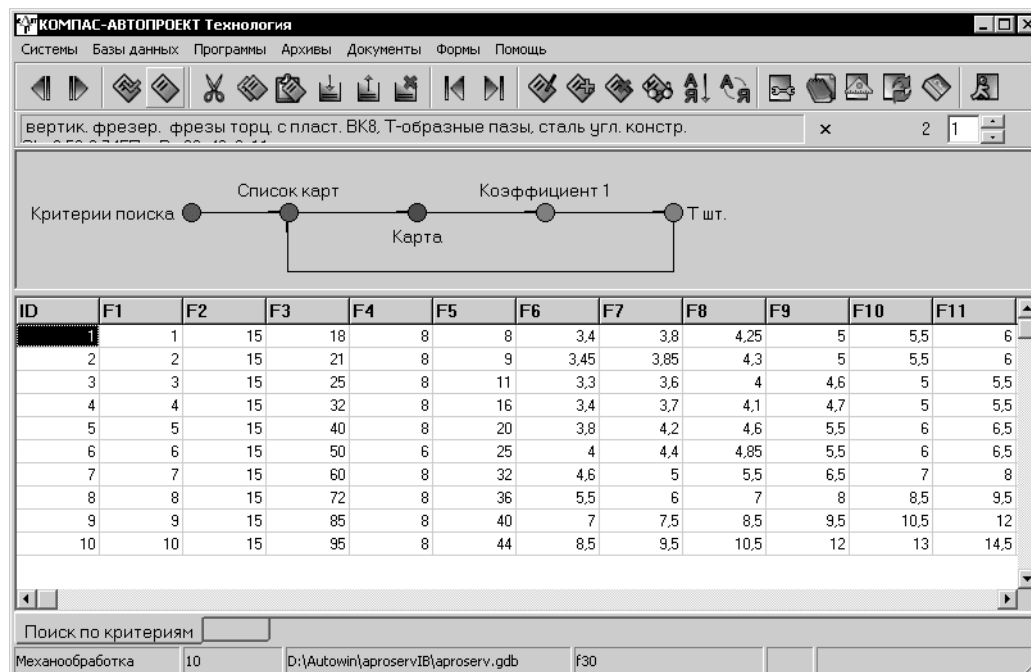 КОМПАС-АВТОПРОЕКТ Технология
Системы Базы данных Программы Архивы Документы Формы Помощь
вертик. фрезер. фрезы торц. с пласт. ВК8, Т-образные пазы, сталь угл. констр. × 2 1
Список карт Коэффициент 1
Критерии поиска Т шт.
Карта
ID F1 F2 F3 F4 F5 F6 F7 F8 F9 F10 F11
1 1 15 18 8 8 3,4 3,8 4,25 5 5,5 6
2 2 15 21 8 9 3,45 3,85 4,3 5 5,5 6
3 3 15 25 8 11 3,3 3,6 4 4,6 5 5,5
4 4 15 32 8 16 3,4 3,7 4,1 4,7 5 5,5
5 5 15 40 8 20 3,8 4,2 4,6 5,5 6 6,5
6 6 15 50 6 25 4 4,4 4,85 5,5 6 6,5
7 7 15 60 8 32 4,6 5 5,5 6,5 7 8
8 8 15 72 8 36 5,5 6 7 8 8,5 9,5
9 9 15 85 8 40 7 7,5 8,5 9,5 10,5 12
10 10 15 95 8 44 8,5 9,5 10,5 12 13 14,5
Поиск по критериям
Механообработка 10 D:\Autowin\aproservIB\aproserv.gdb f30